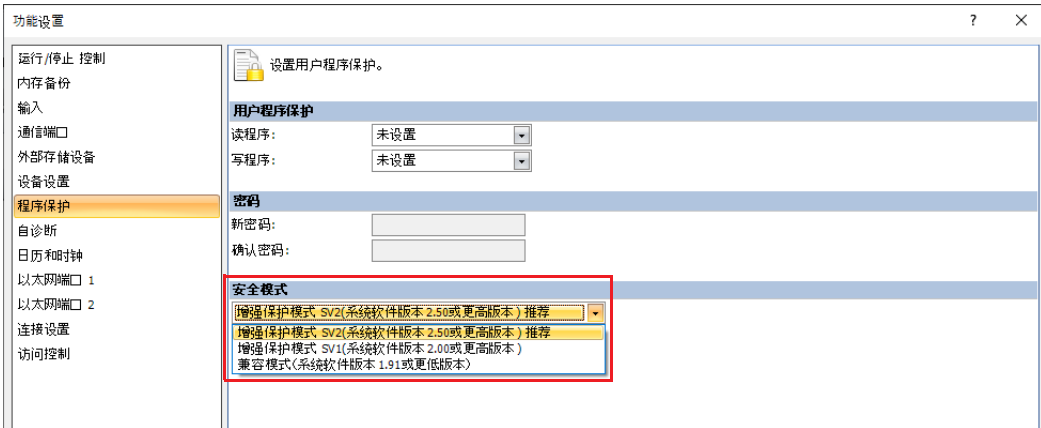 功能设置
? ×
运行/停止 控制
内存备份
输入
通信端口
外部存储设备
设备设置
程序保护
自诊断
日历和时钟
以太网端口 1
以太网端口 2
连接设置
访问控制
设置用户程序保护。
用户程序保护
读程序： 未设置
写程序： 未设置
密码
新密码：
确认密码：
安全模式
增强保护模式 SV2(系统软件版本 2.50或更高版本 ) 推荐
增强保护模式 SV2(系统软件版本 2.50或更高版本 ) 推荐
增强保护模式 SV1(系统软件版本 2.00或更高版本 )
兼容模式(系统软件版本 1.91或更低版本)